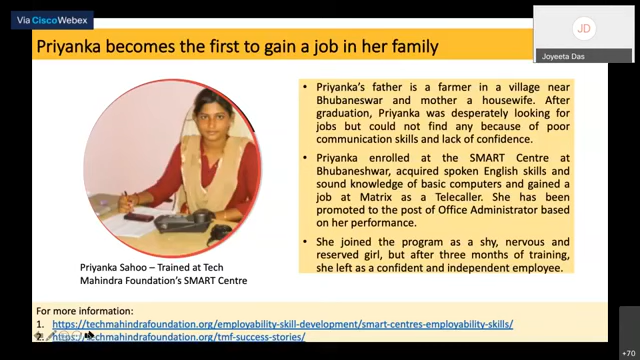 Via Cisco Webex
Priyanka becomes the first to gain a job in her family
JD
Joyeeta Das
• Priyanka's father is a farmer in a village near
Bhubaneswar and mother a housewife. After
graduation, Priyanka was desperately looking for
jobs but could not find any because of poor
communication skills and lack of confidence.
• Priyanka enrolled at the SMART Centre at
Bhubaneshwar, acquired spoken English skills and
sound knowledge of basic computers and gained a
job at Matrix as a Telecaller. She has been
promoted to the post of Office Administrator based
on her performance.
• She joined the program as a shy, nervous and
reserved girl, but after three months of training,
she left as a confident and independent employee.
Priyanka Sahoo – Trained at Tech
Mahindra Foundation's SMART Centre
For more information:
1. https://techmahindrafoundation.org/employability-skill-development/smart-centres-employability-skills/
2. https://techmahindrafoundation.org/tmf-success-stories/
+70